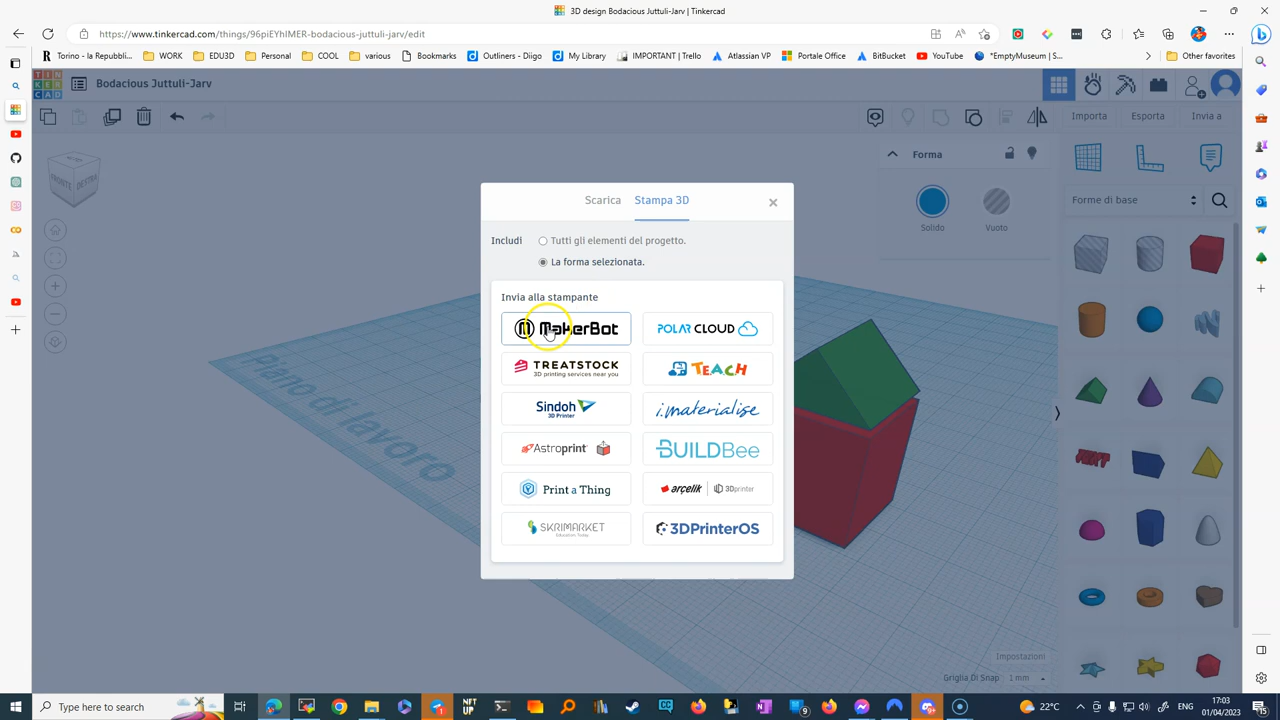 3D design Bodacious Juttuli-Jarv | Tinkercad
https://www.tinkercad.com/things/96piEYhIMER-bodacious-juttuli-jarv/edit
R Torino - la Repubbli... WORK EDU3D Personal COOL various Bookmarks Outliners - Diigo My Library IMPORTANT | Trello Atlassian VP Portale Office BitBucket YouTube *EmptyMuseum | S... Other favorites
TIN KER CAD
Bodacious Juttuli-Jarv
Importa Esporta Invia a
Forma
Solido Vuoto
Forme di base
FRONTE DESTRA
Piano di lavoro
Scarica Stampa 3D
Includi Tutti gli elementi del progetto.
La forma selezionata.
Invia alla stampante
MakerBot POLAR CLOUD
TREATSTOCK
3D printing services near you
TEACH
Sindoh
3D Printer
i.materialise
AstroPrint BUILDBee
Print a Thing arçelik | 3Dprinter
SKRIMARKET
Education Today
3DPrinterOS
Impostazioni
Griglia Di Snap 1 mm
Type here to search
22°C ENG 17:03
01/04/2023